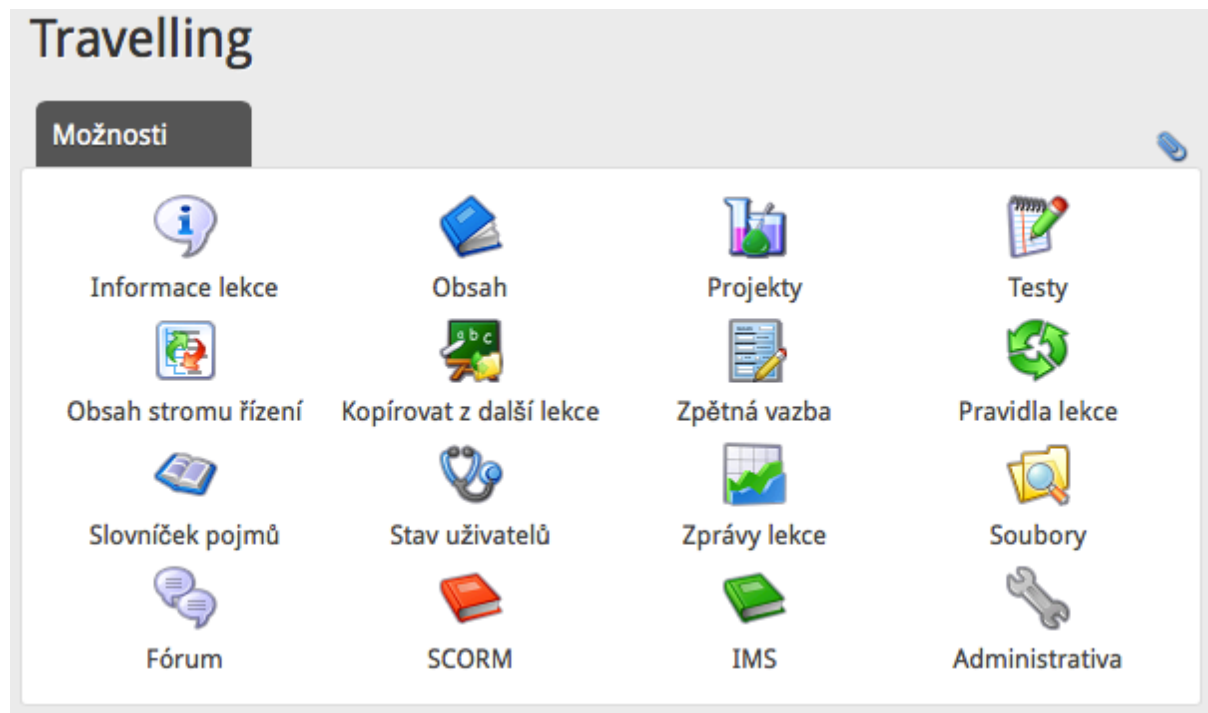 Travelling
Možnosti
Informace lekce
Obsah
Projekty
Testy
Obsah stromu řízení
Kopírovat z další lekce
Zpětná vazba
Pravidla lekce
Slovníček pojmů
Stav uživatelů
Zprávy lekce
Soubory
Fórum
SCORM
IMS
Administrativa